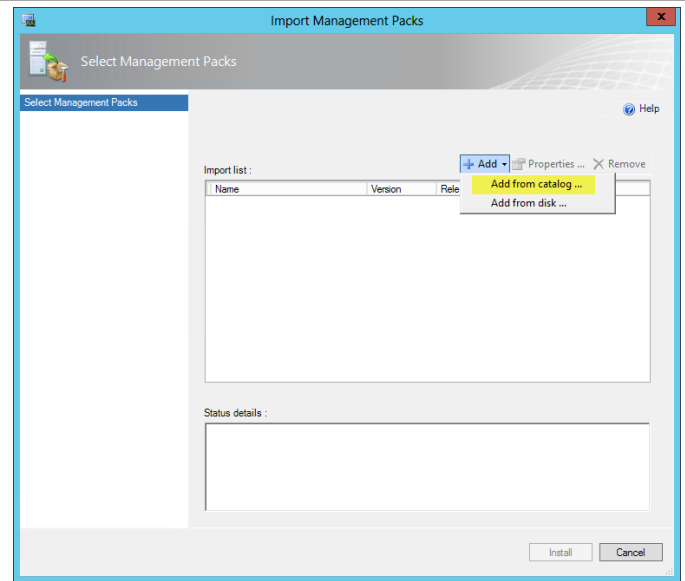 Import Management Packs
x
Select Management Packs
Select Management Packs
Help
Add Properties ... Remove
Import list :
Add from catalog ...
Name Version
Add from disk ...
Status details :
Install Cancel